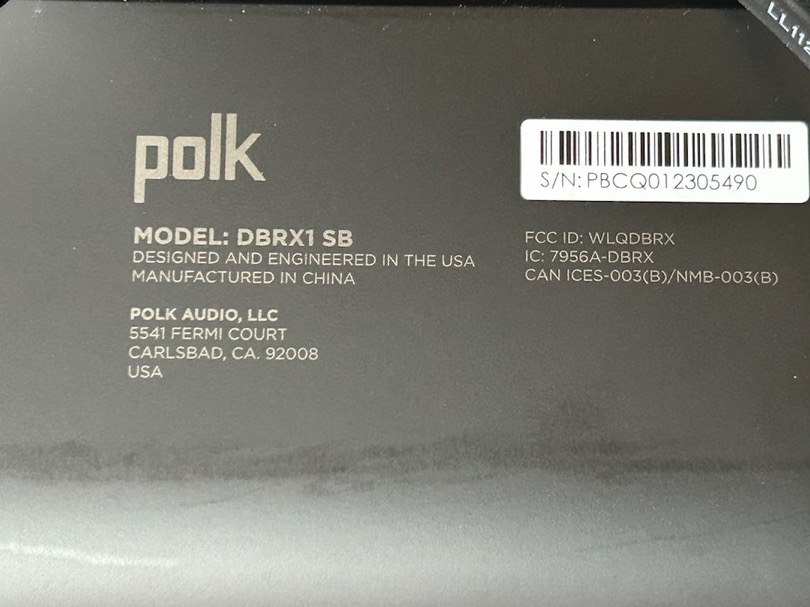 polk
MODEL: DBRX1 SB
DESIGNED AND ENGINEERED IN THE USA
MANUFACTURED IN CHINA
POLK AUDIO, LLC
5541 FERMI COURT
CARLSBAD, CA. 92008
USA
S/N: PBCQ012305490
FCC ID: WLQDBRX
IC: 7956A-DBRX
CAN ICES-003(B)/NMB-003(B)